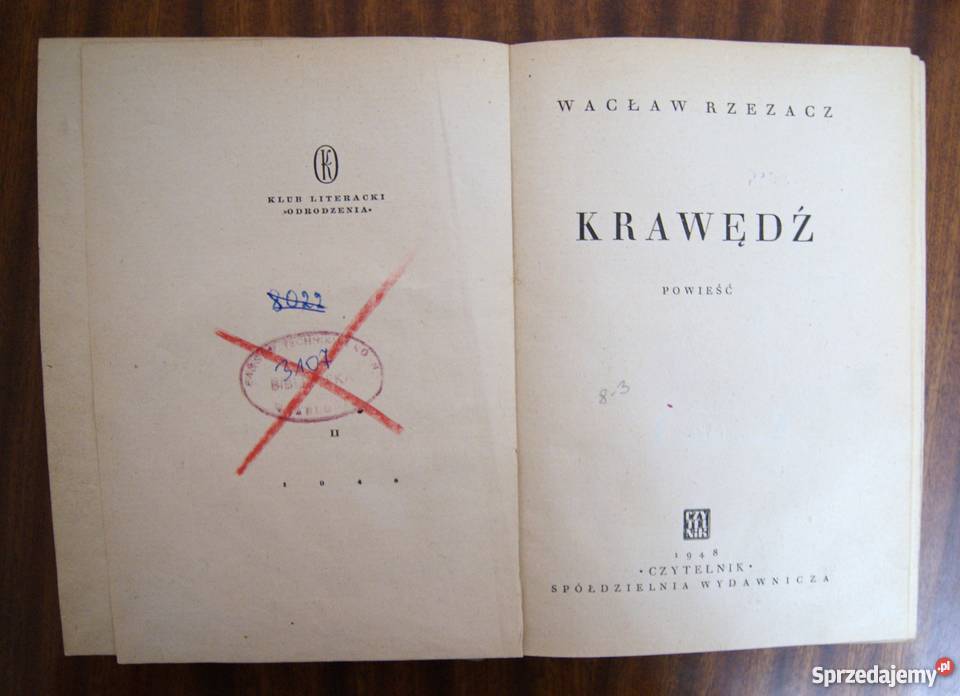 KLUB LITERACKI
»ODRODZENIA«
8022
3107
II
1948
WACŁAW RZEZACZ
KRAWĘDŹ
POWIEŚĆ
8-3
CZY
TEL
NIK
1948
•CZYTELNIK•
SPÓŁDZIELNIA WYDAWNICZA
Sprzedajemy.pl